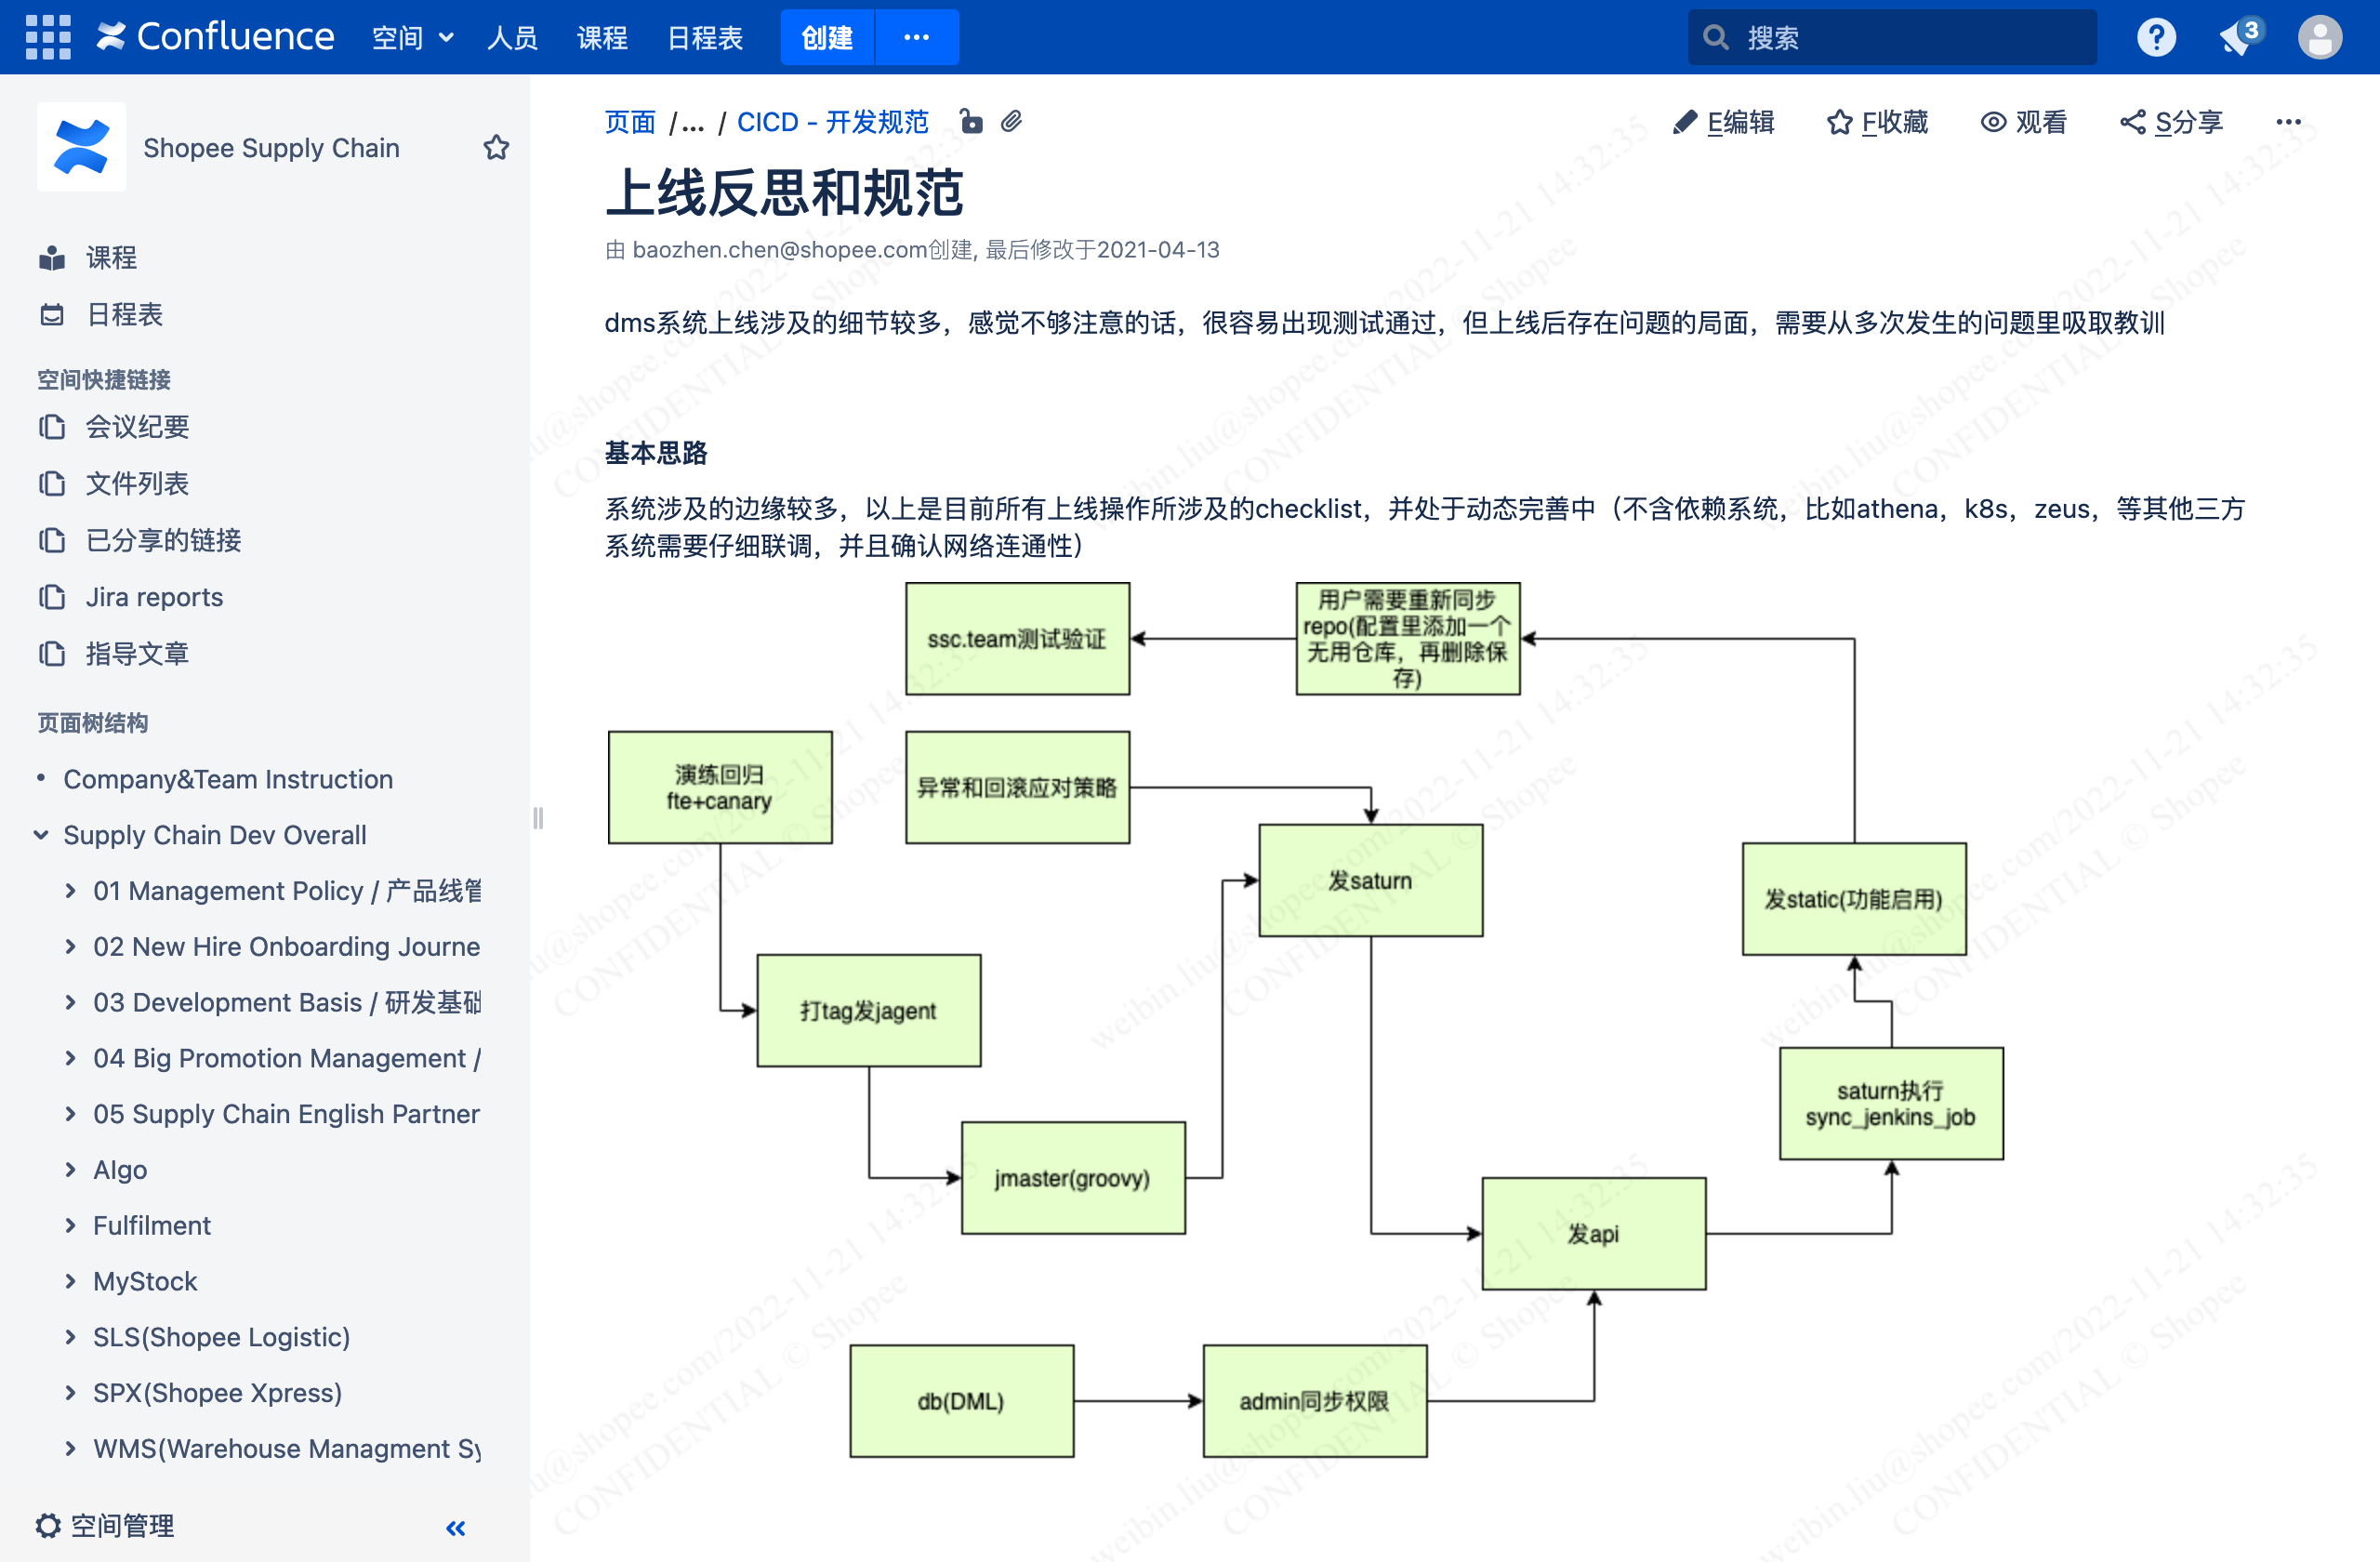 Confluence
空间
人员
课程
日程表
创建
搜索
3
Shopee Supply Chain
课程
日程表
空间快捷链接
会议纪要
文件列表
已分享的链接
Jira reports
指导文章
页面树结构
Company&Team Instruction
Supply Chain Dev Overall
01 Management Policy / 产品线管
02 New Hire Onboarding Journe
03 Development Basis / 研发基础
04 Big Promotion Management /
05 Supply Chain English Partner
Algo
Fulfilment
MyStock
SLS(Shopee Logistic)
SPX(Shopee Xpress)
WMS(Warehouse Managment Sy
空间管理
页面 /... / CICD - 开发规范
E编辑
F收藏
观看
S分享
上线反思和规范
由 baozhen.chen@shopee.com创建, 最后修改于2021-04-13
dms系统上线涉及的细节较多，感觉不够注意的话，很容易出现测试通过，但上线后存在问题的局面，需要从多次发生的问题里吸取教训
基本思路
系统涉及的边缘较多，以上是目前所有上线操作所涉及的checklist，并处于动态完善中（不含依赖系统，比如athena，k8s，zeus，等其他三方
系统需要仔细联调，并且确认网络连通性）
ssc.team测试验证
用户需要重新同步
repo(配置里添加一个
无用仓库，再删除保
存)
演练回归
fte+canary
异常和回滚应对策略
发saturn
发static(功能启用)
打tag发jagent
saturn执行
sync_jenkins_job
jmaster(groovy)
发api
db(DML)
admin同步权限
weibin.liu@shopee.com/2022-11-21 14:32:35
CONFIDENTIAL © Shopee